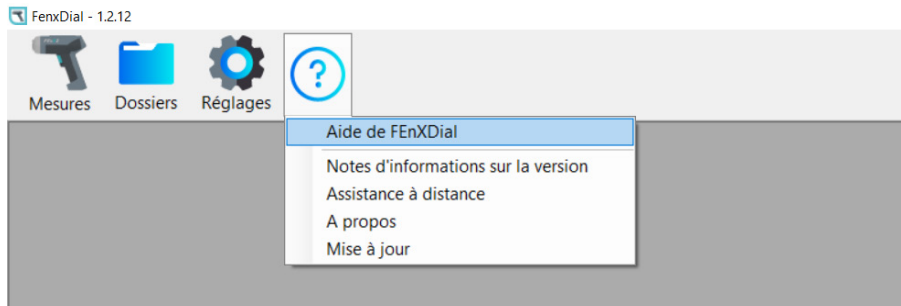 FenxDial - 1.2.12
Mesures Dossiers Réglages
?
Aide de FEnXDial
Notes d'informations sur la version
Assistance à distance
A propos
Mise à jour